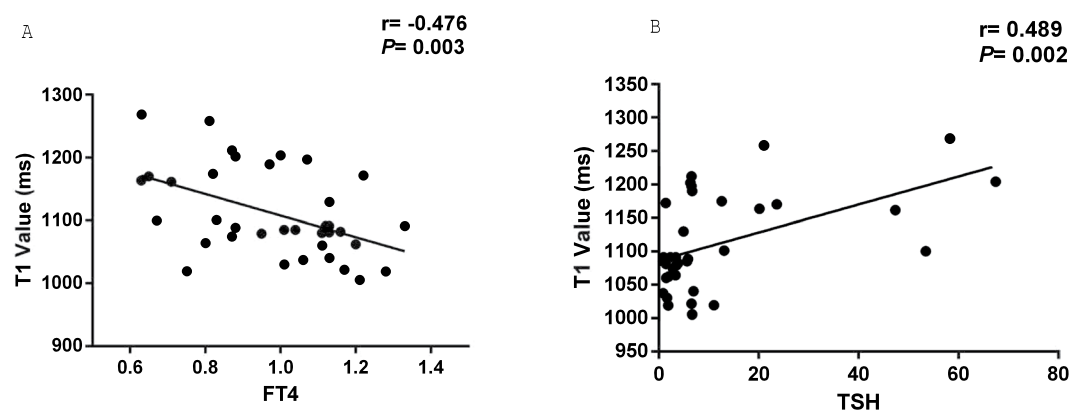 A
r= -0.476
P= 0.003
1300
1200
1100
1000
900
T1 Value (ms)
0.6 0.8 1.0 1.2 1.4
FT4
B
r= 0.489
P= 0.002
1350
1300
1250
1200
1150
1100
1050
1000
950
T1 Value (ms)
0 20 40 60 80
TSH